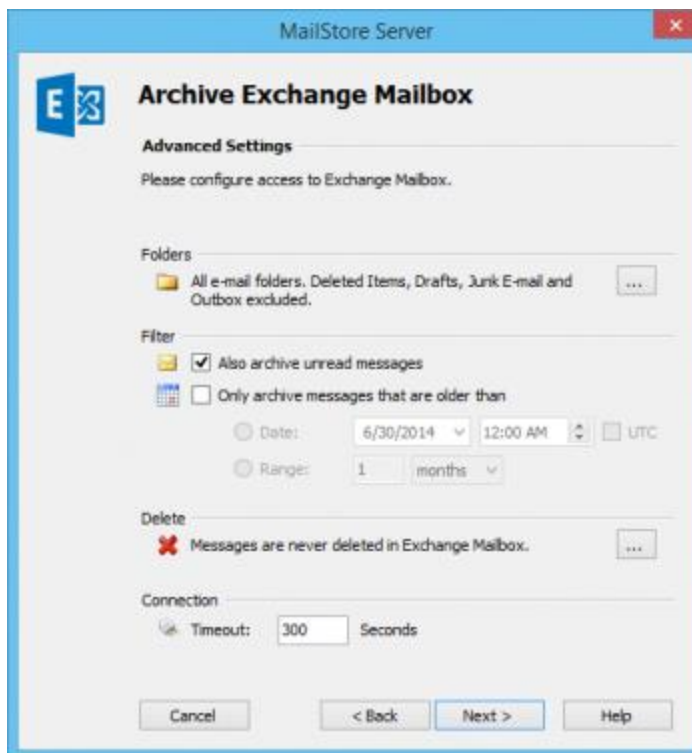 MailStore Server
Archive Exchange Mailbox
Advanced Settings
Please configure access to Exchange Mailbox.
Folders
All e-mail folders. Deleted Items, Drafts, Junk E-mail and
Outbox excluded.
...
Filter
Also archive unread messages
Only archive messages that are older than
Date: 6/30/2014 12:00 AM UTC
Range: 1 months
Delete
Messages are never deleted in Exchange Mailbox. ...
Connection
Timeout: 300 Seconds
Cancel < Back Next > Help